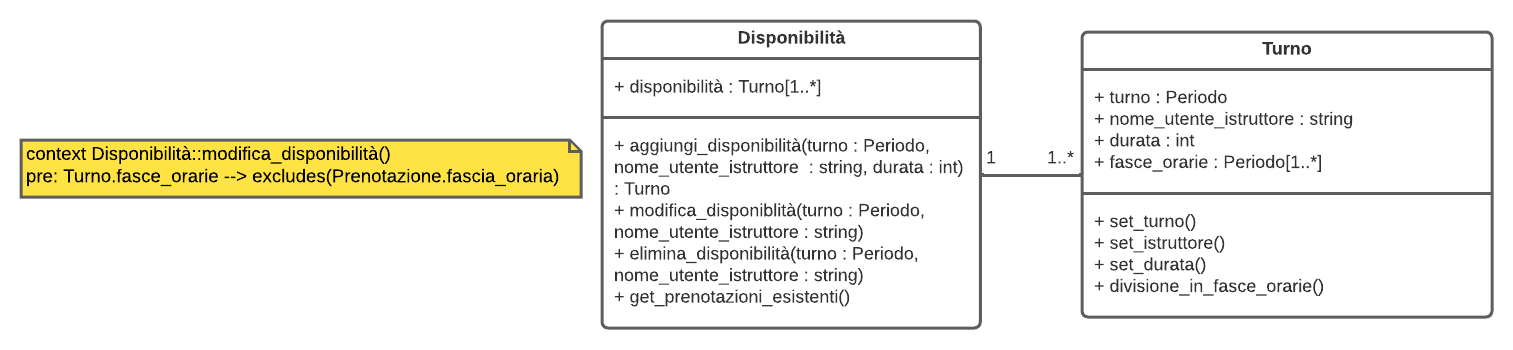 context Disponibilità::modifica_disponibilità()
pre: Turno.fasce_orarie --> excludes(Prenotazione.fascia_oraria)
Disponibilità
+ disponibilità : Turno[1..*]
+ aggiungi_disponibilità(turno : Periodo,
nome_utente_istruttore : string, durata : int)
: Turno
+ modifica_disponiblità(turno : Periodo,
nome_utente_istruttore : string)
+ elimina_disponibilità(turno : Periodo,
nome_utente_istruttore : string)
+ get_prenotazioni_esistenti()
1
1..*
Turno
+ turno : Periodo
+ nome_utente_istruttore : string
+ durata : int
+ fasce_orarie : Periodo[1..*]
+ set_turno()
+ set_istruttore()
+ set_durata()
+ divisione_in_fasce_orarie()